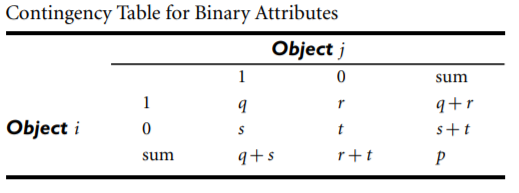 Contingency Table for Binary Attributes
Object j
1 0 sum
1 q r q+r
Object i 0 s t s+t
sum q+s r+t p